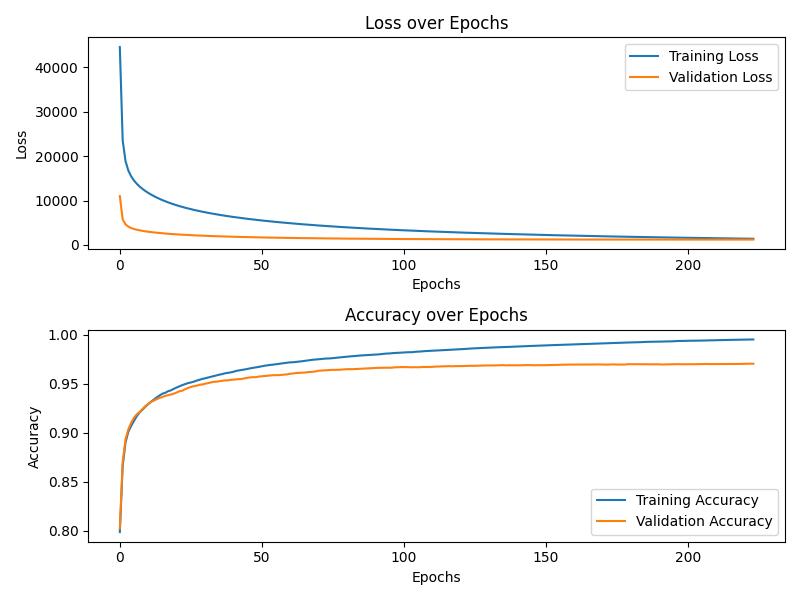 Loss over Epochs
40000
30000
20000
10000
0
Loss
Training Loss
Validation Loss
0 50 100 150 200
Epochs
Accuracy over Epochs
1.00
0.95
0.90
0.85
0.80
Accuracy
Training Accuracy
Validation Accuracy
0 50 100 150 200
Epochs